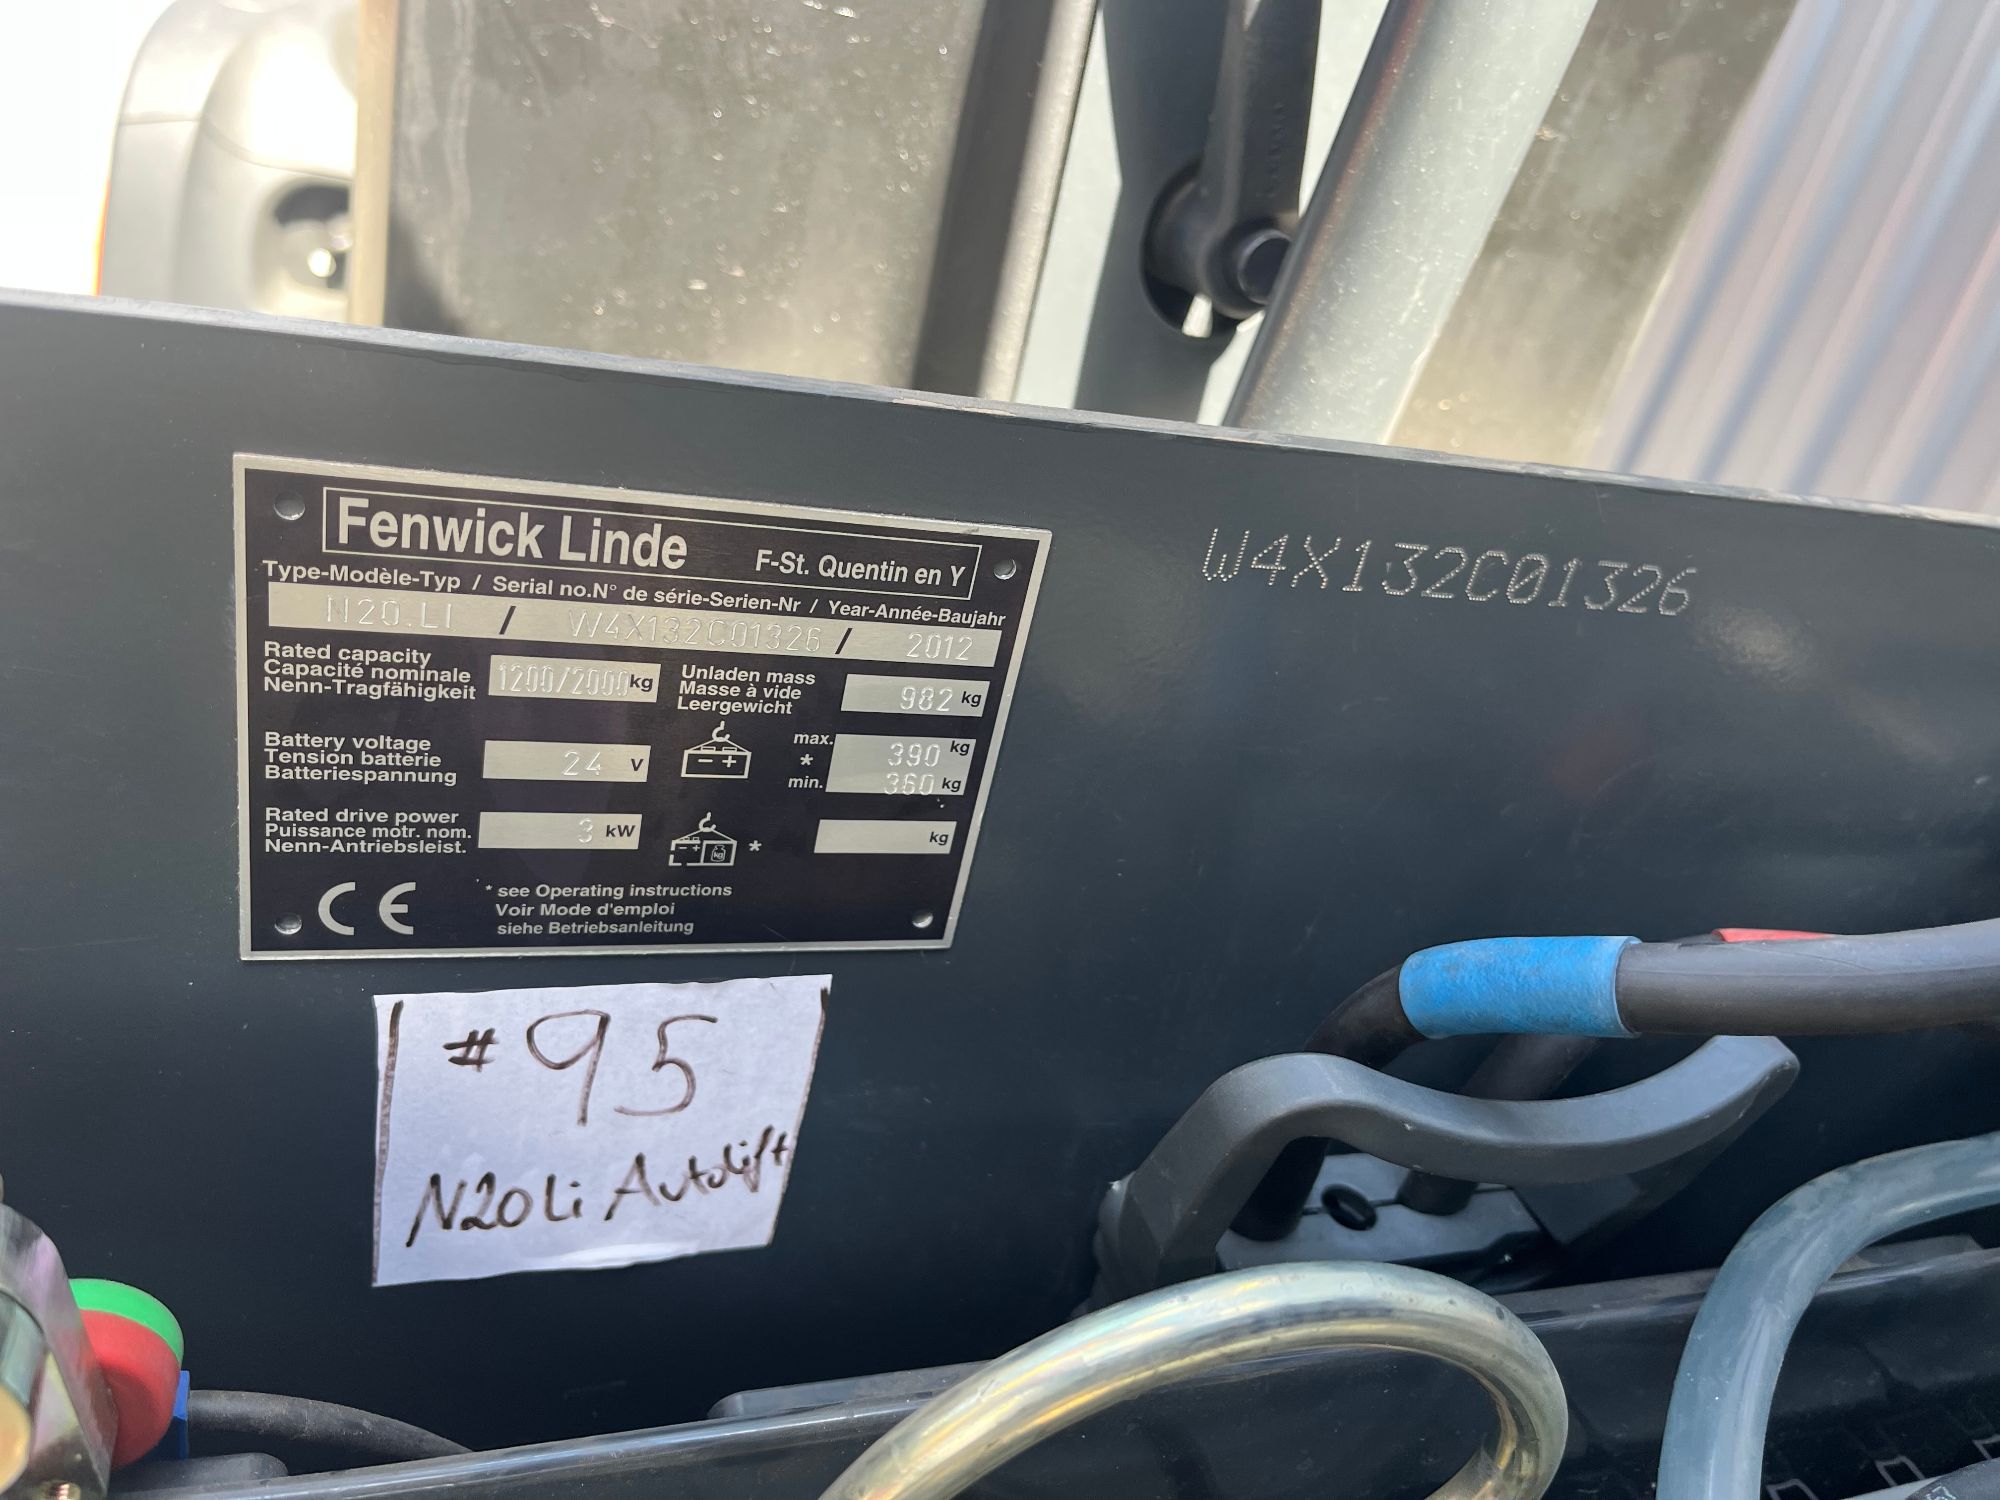 Fenwick Linde F-St. Quentin en Y
Type-Modèle-Typ / Serial no.N° de série-Serien-Nr / Year-Année-Baujahr
N20.LI / W4X132C01326 / 2012
Rated capacity
Capacité nominale
Nenn-Tragfähigkeit
1200/2000 kg
Unladen mass
Masse à vide
Leergewicht
982 kg
Battery voltage
Tension batterie
Batteriespannung
24 V
- +
max. 390 kg
*
min. 360 kg
Rated drive power
Puissance motr. nom.
Nenn-Antriebsleist.
3 kW
- + kg *
kg
CE
* see Operating instructions
Voir Mode d'emploi
siehe Betriebsanleitung
W4X132C01326
#95
N20Li Autolift